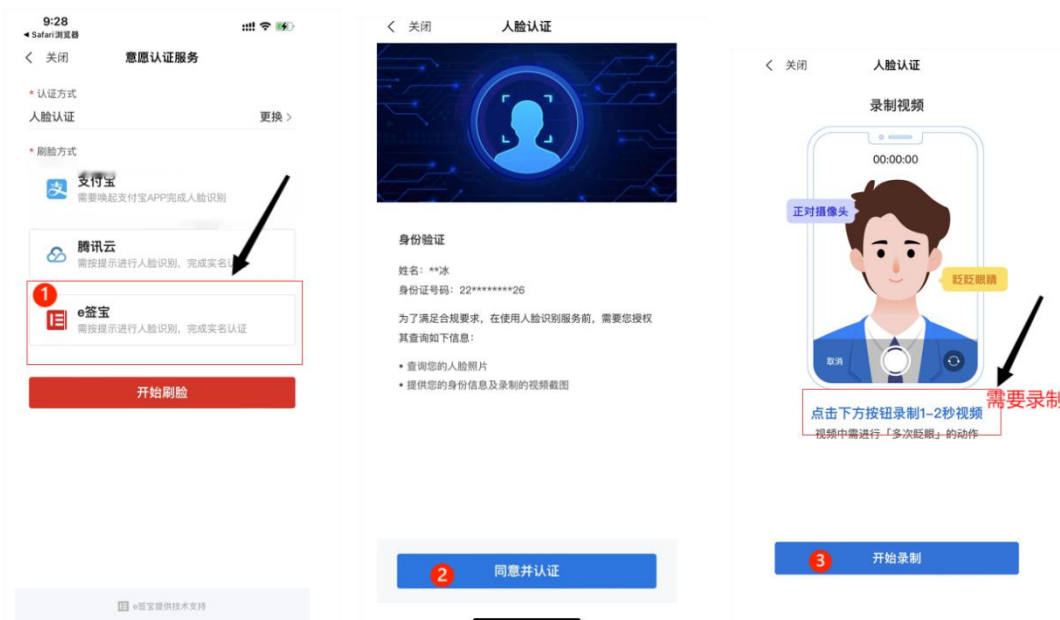 9:28
◀ Safari浏览器
关闭
意愿认证服务
* 认证方式
人脸认证
更换
* 刷脸方式
支付宝
需要唤起支付宝APP完成人脸识别
腾讯云
需按提示进行人脸识别,完成实名认
1
e签宝
需按提示进行人脸识别,完成实名认证
开始刷脸
e签宝提供技术支持
关闭
人脸认证
身份验证
姓名:**冰
身份证号码:22********26
为了满足合规要求,在使用人脸识别服务前,需要您授权
其查询如下信息:
• 查询您的人脸照片
• 提供您的身份信息及录制的视频截图
2
同意并认证
关闭
人脸认证
录制视频
00:00:00
正对摄像头
眨眨眼睛
取消
需要录制
点击下方按钮录制1-2秒视频
视频中需进行「多次眨眼」的动作
3
开始录制